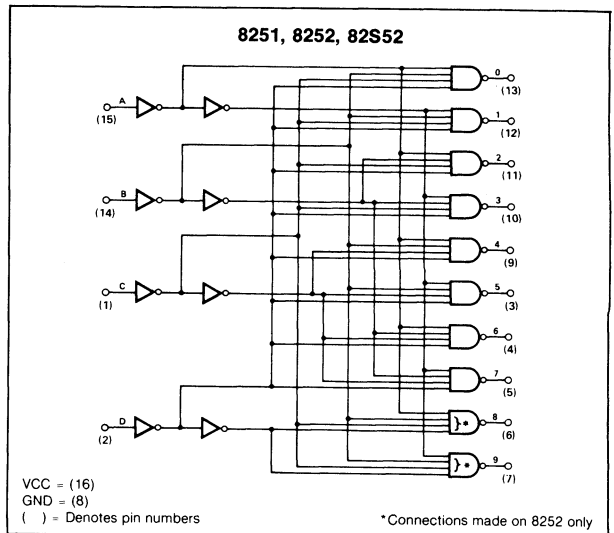 8251, 8252, 82S52
0
(13)
A
(15)
1
(12)
2
(11)
B
(14)
3
(10)
4
(9)
C
(1)
5
(3)
6
(4)
7
(5)
D
(2)
8
}*
(6)
9
}*
(7)
VCC = (16)
GND = (8)
( ) = Denotes pin numbers
*Connections made on 8252 only